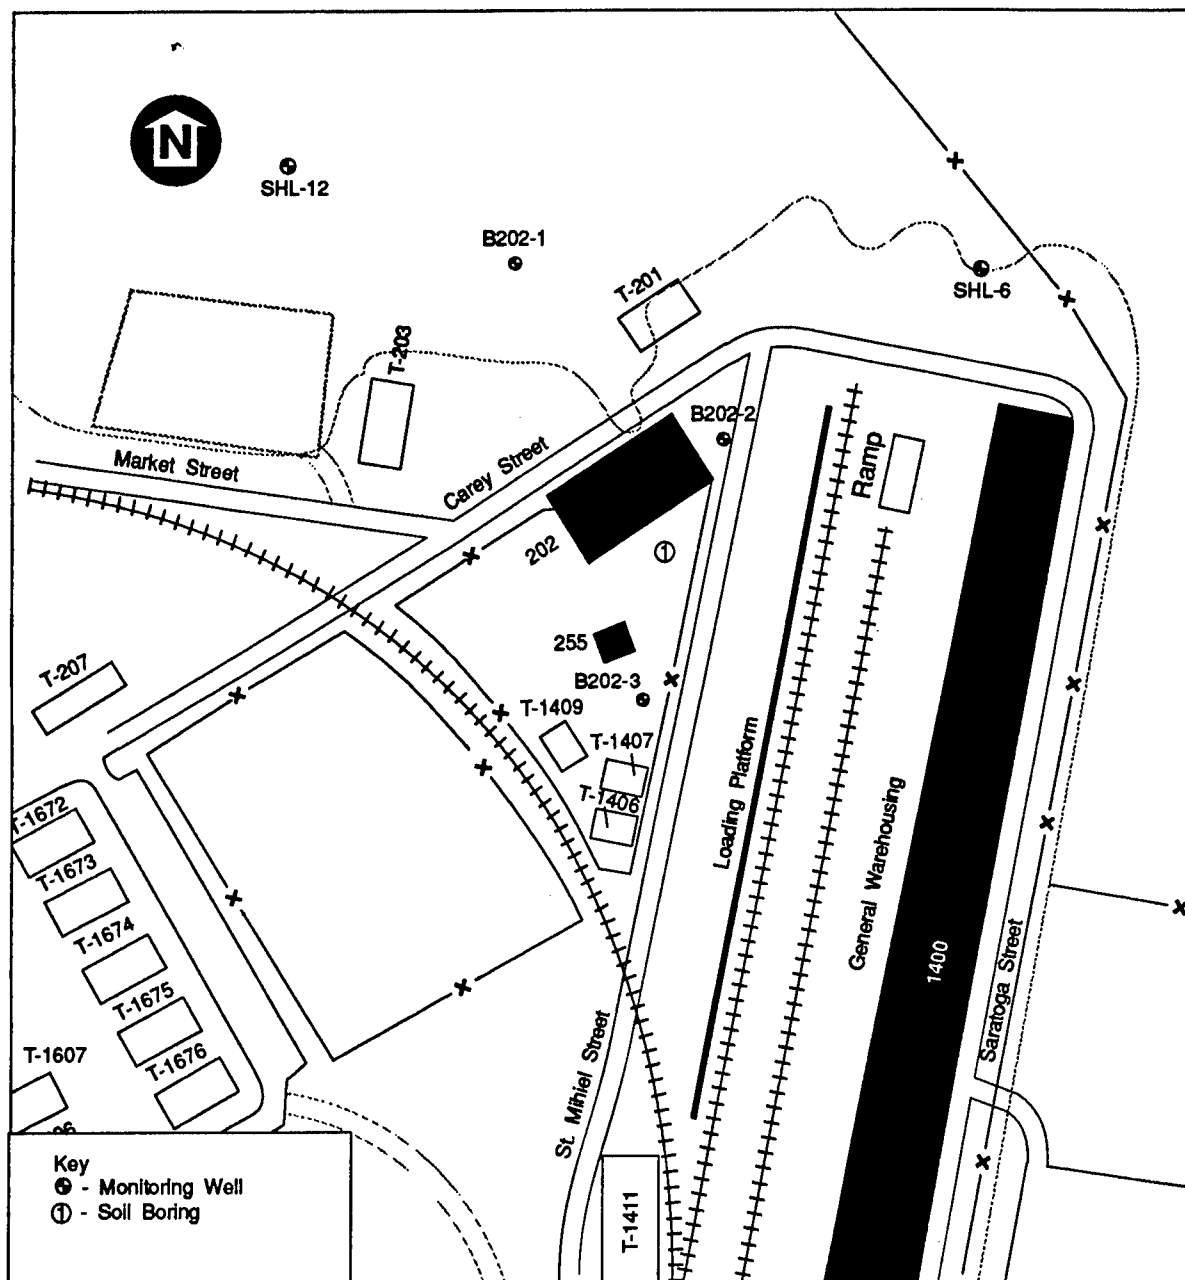 N
SHL-12
B202-1
T-201
SHL-6
T-203
B202-2
Market Street
Carey Street
Ramp
202
1
255
T-207
B202-3
T-1409
T-1407
T-1406
Loading Platform
General Warehousing
T-1672
T-1673
T-1674
1400
Saratoga Street
T-1675
T-1607
T-1676
St. Mihiel Street
T-1411
Key
- Monitoring Well
1 - Soil Boring